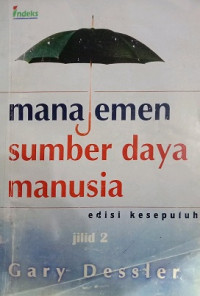 indeks
manajemen
sumber daya
manusia
edisi kesepuluh
jilid 2
Gary Dessler